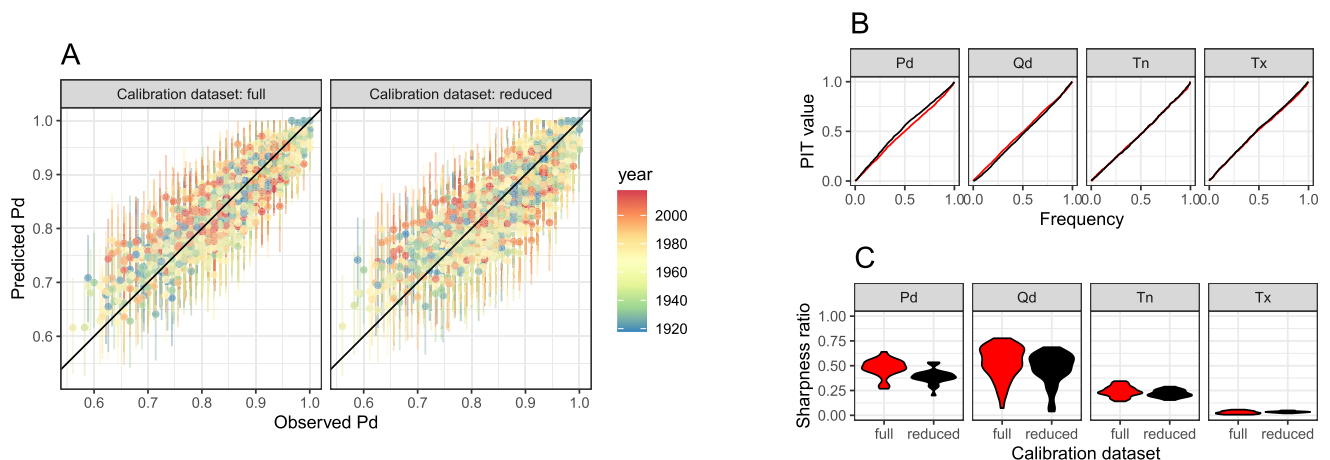 A
Calibration dataset: full
Calibration dataset: reduced
Predicted Pd
1.0
0.9
0.8
0.7
0.6
0.6 0.7 0.8 0.9 1.0
0.6 0.7 0.8 0.9 1.0
Observed Pd
year
2000
1980
1960
1940
1920
B
Pd Qd Tn Tx
PIT value
1.0
0.5
0.0
0.0 0.5 1.0 0.0 0.5 1.0 0.0 0.5 1.0 0.0 0.5 1.0
Frequency
C
Pd Qd Tn Tx
Sharpness ratio
1.00
0.75
0.50
0.25
0.00
full reduced full reduced full reduced full reduced
Calibration dataset